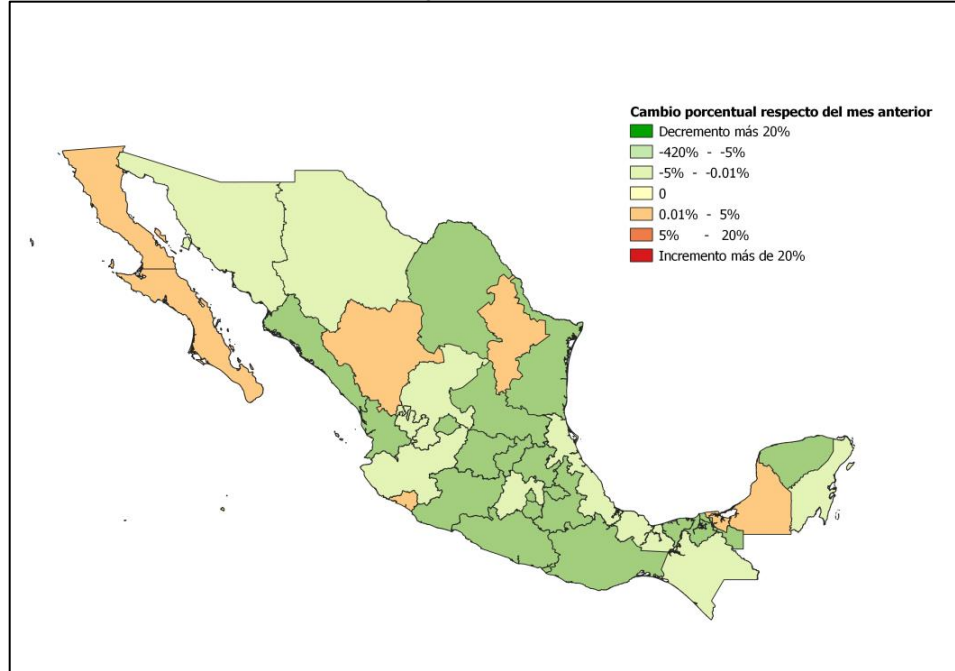 Cambio porcentual respecto del mes anterior
Decremento más 20%
-420% - -5%
-5% - -0.01%
0
0.01% - 5%
5% - 20%
Incremento más de 20%